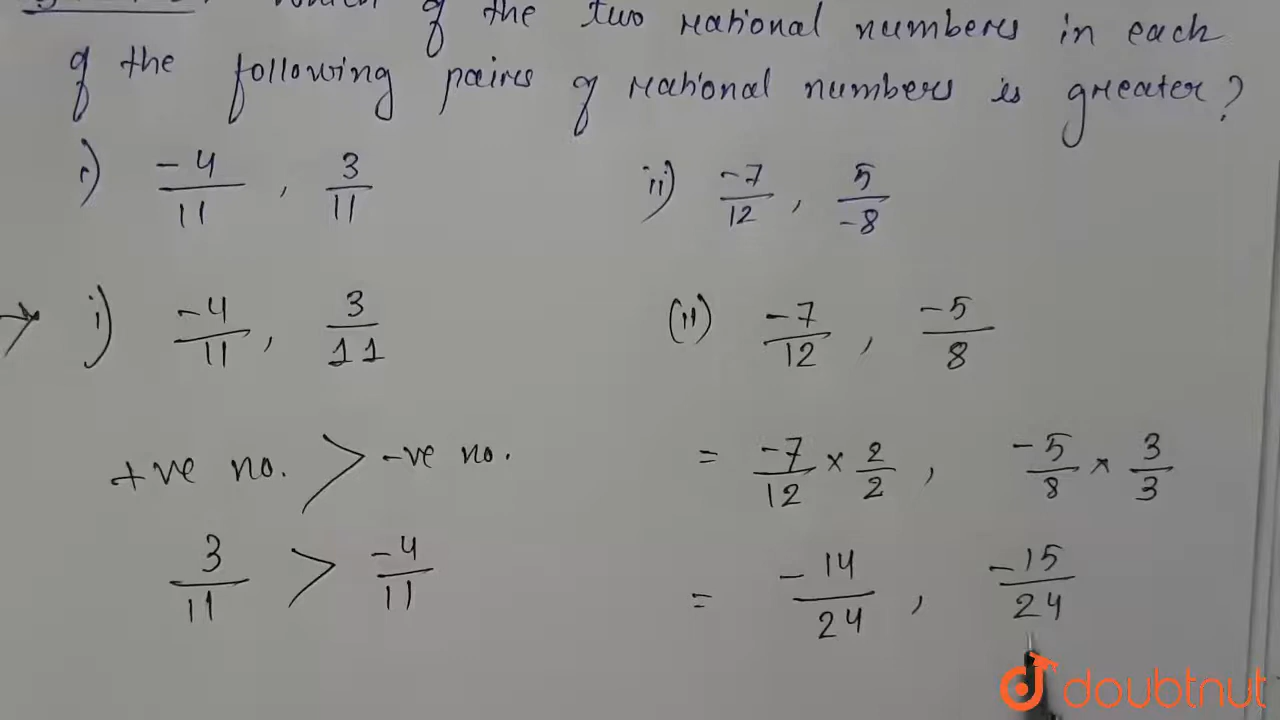 of the two rational numbers in each
of the following pairs of rational numbers is greater?
i) -4/11 , 3/11 ii) -7/12 , 5/-8
→ i) -4/11 , 3/11 (ii) -7/12 , -5/8
+ve no. > -ve no. = -7/12 × 2/2 , -5/8 × 3/3
3/11 > -4/11 = -14/24 , -15/24
doubtnut